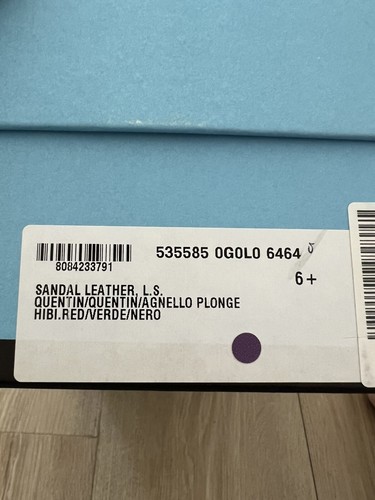 535585 0G0L0 6464
8084233791
6+
SANDAL LEATHER, L.S.
QUENTIN/QUENTIN/AGNELLO PLONGE
HIBI.RED/VERDE/NERO